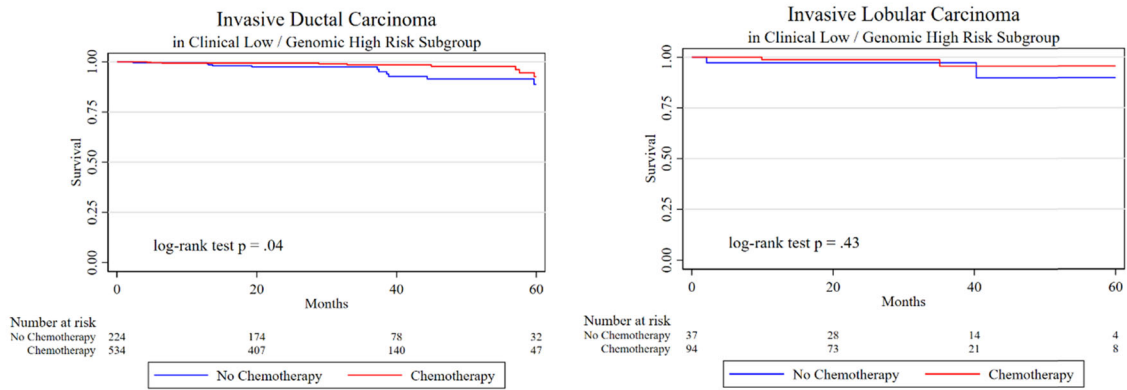 Invasive Ductal Carcinoma
in Clinical Low / Genomic High Risk Subgroup
1.00
0.75
0.50
0.25
0.00
Survival
log-rank test p = .04
0 20 40 60
Months
Number at risk
No Chemotherapy 224 174 78 32
Chemotherapy 534 407 140 47
No Chemotherapy Chemotherapy
Invasive Lobular Carcinoma
in Clinical Low / Genomic High Risk Subgroup
1.00
0.75
0.50
0.25
0.00
Survival
log-rank test p = .43
0 20 40 60
Months
Number at risk
No Chemotherapy 37 28 14 4
Chemotherapy 94 73 21 8
No Chemotherapy Chemotherapy